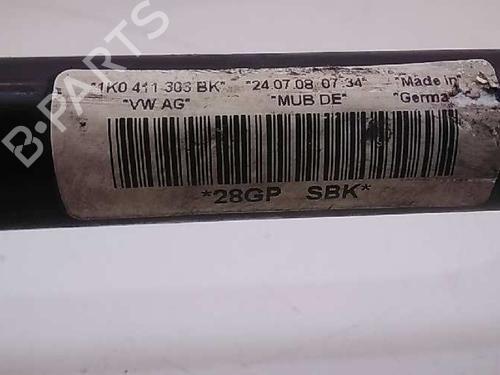 "1K0 411 303 BK" "24.07.08 07:34" "Made in"
"VW AG" "MUB DE" "Germa
*28GP SBK*
B-PARTS